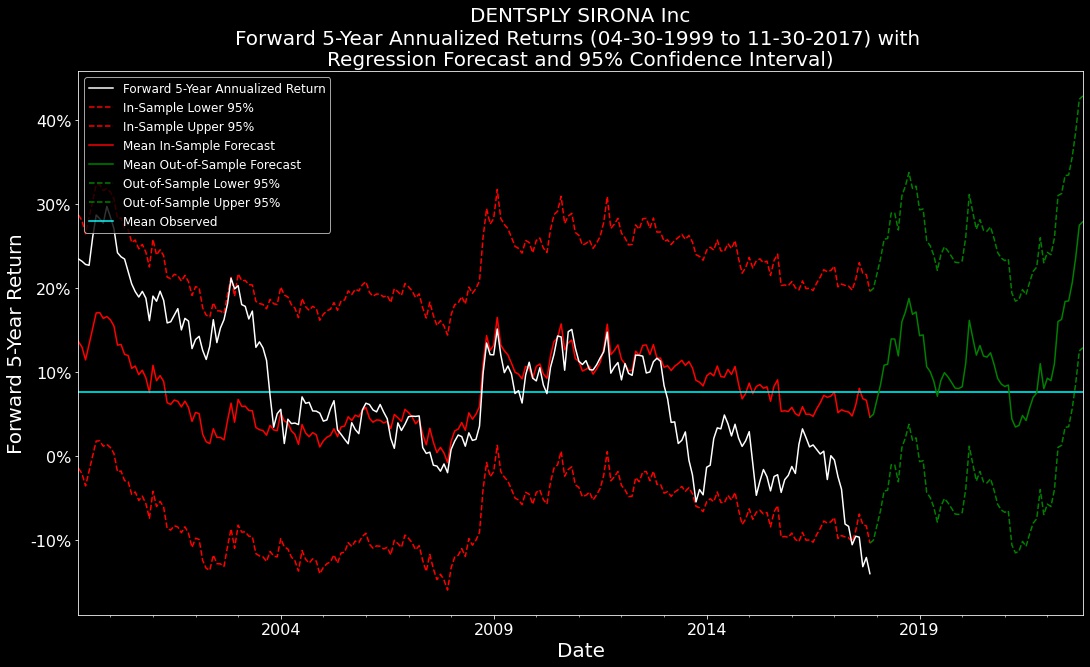 DENTSPLY SIRONA Inc
Forward 5-Year Annualized Returns (04-30-1999 to 11-30-2017) with
Regression Forecast and 95% Confidence Interval)
Forward 5-Year Annualized Return
In-Sample Lower 95%
In-Sample Upper 95%
Mean In-Sample Forecast
Mean Out-of-Sample Forecast
Out-of-Sample Lower 95%
Out-of-Sample Upper 95%
Mean Observed
Forward 5-Year Return
40%
30%
20%
10%
0%
-10%
2004
2009
2014
2019
Date